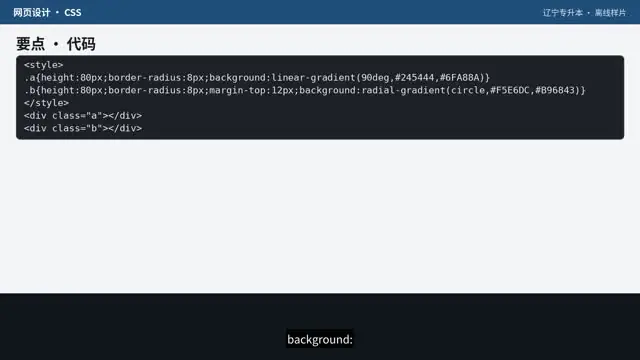 网页设计 • CSS
辽宁专升本 • 离线样片
要点 • 代码
<style>
.a{height:80px;border-radius:8px;background:linear-gradient(90deg,#245444,#6FA88A)}
.b{height:80px;border-radius:8px;margin-top:12px;background:radial-gradient(circle,#F5E6DC,#B96843)}
</style>
<div class="a"></div>
<div class="b"></div>
background: